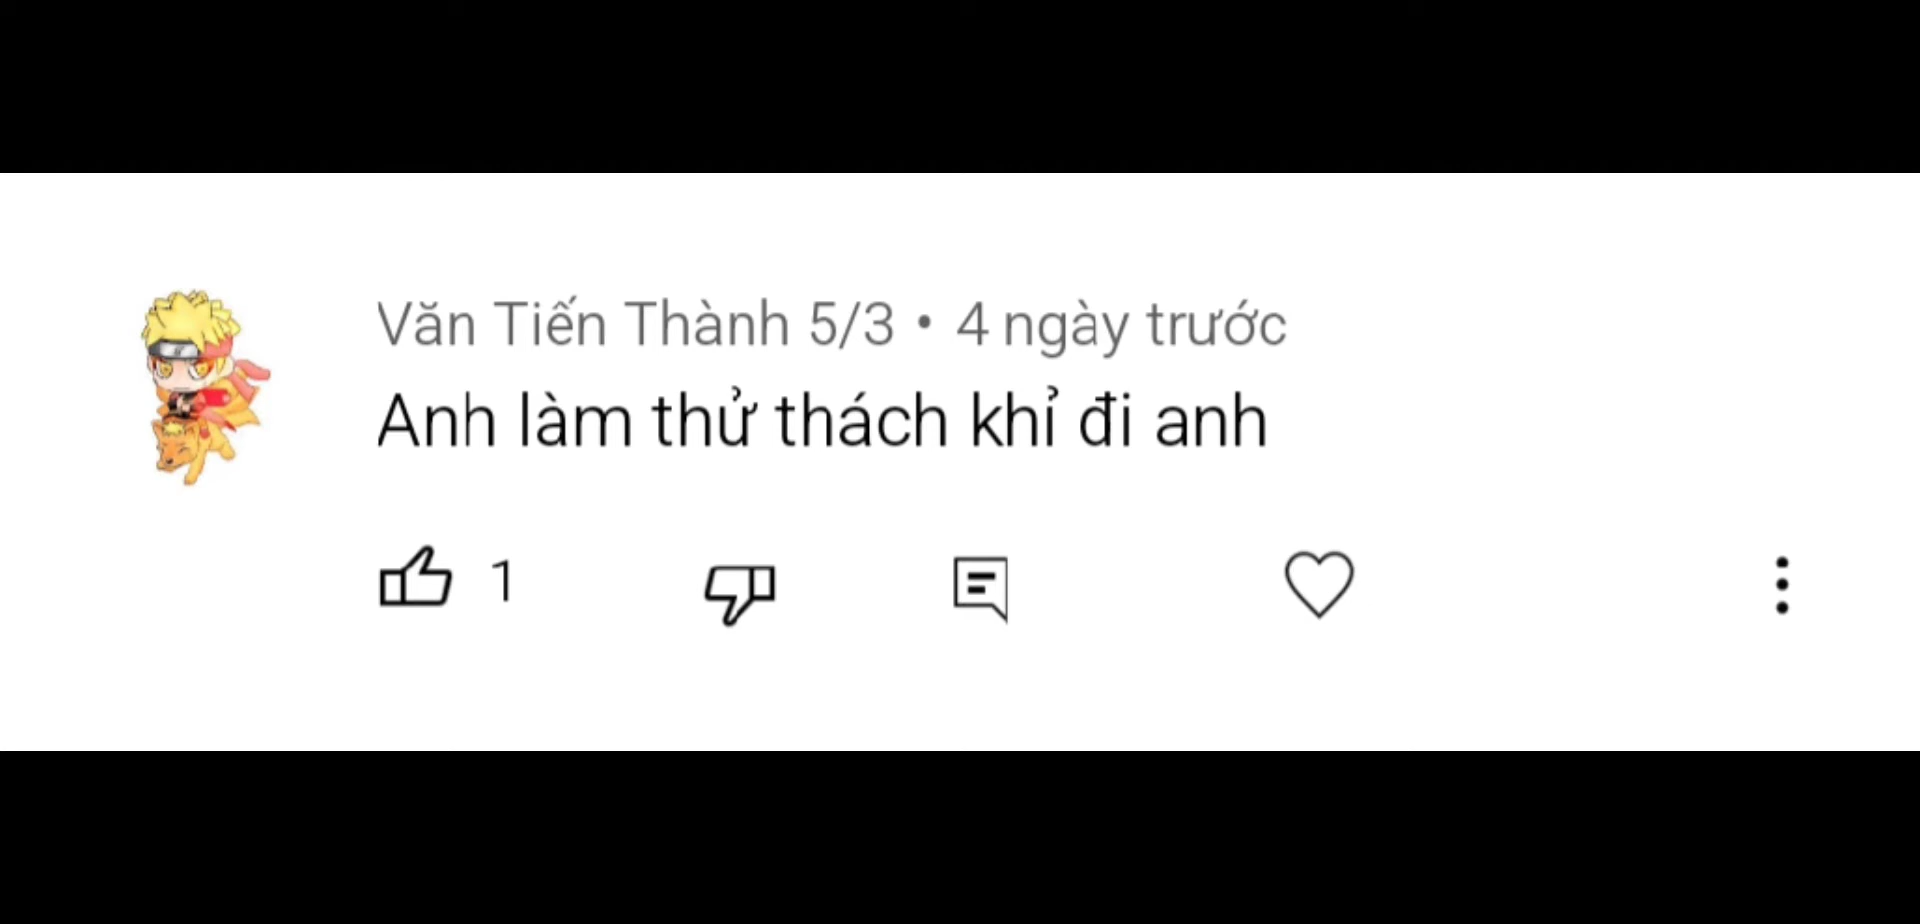 Văn Tiến Thành 5/3 • 4 ngày trước
Anh làm thử thách khỉ đi anh
1